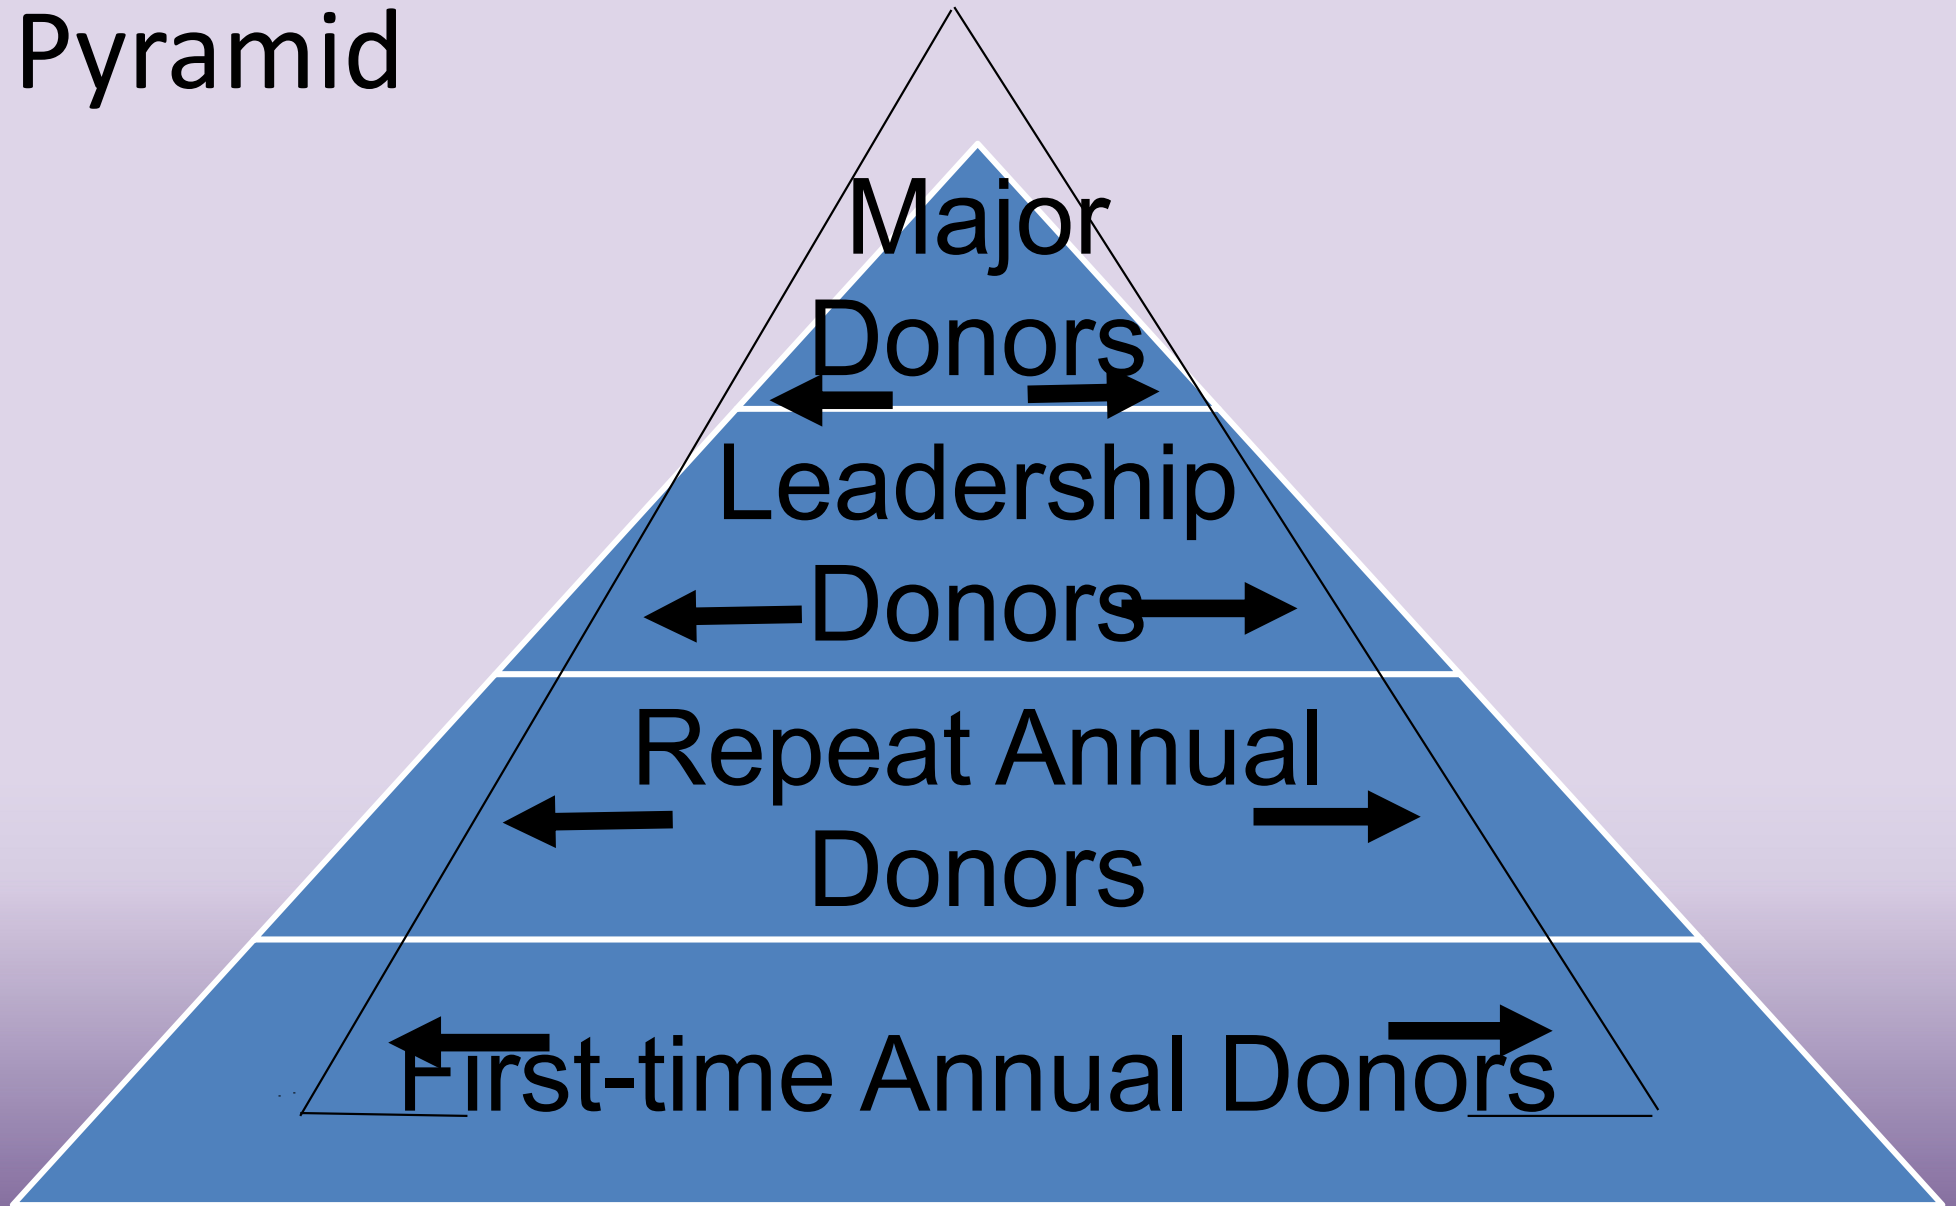 Pyramid
Major
Donors
Leadership
Donors
Repeat Annual
Donors
First-time Annual Donors